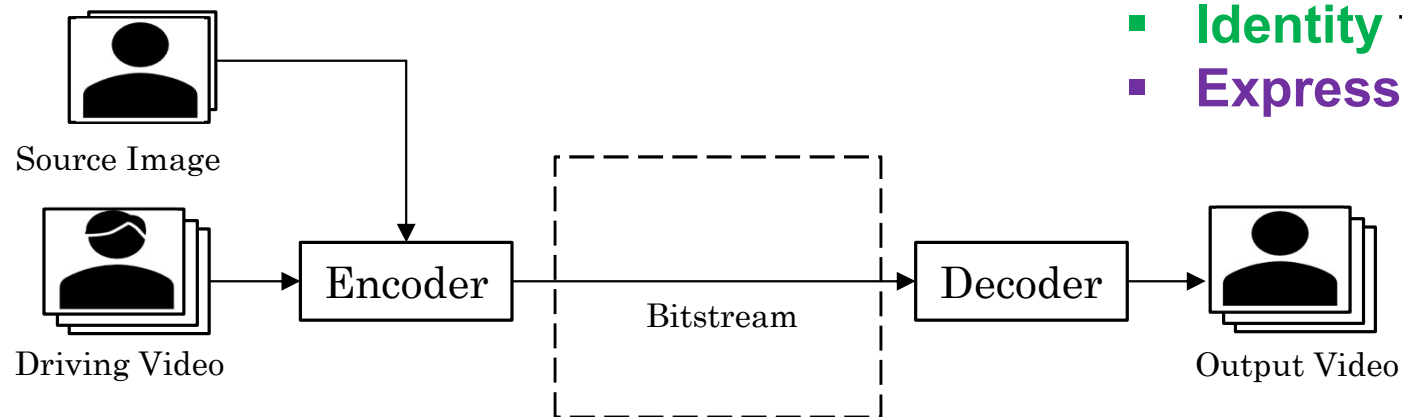 ▪ Identity
▪ Express
Source Image
Encoder
Decoder
Bitstream
Driving Video
Output Video